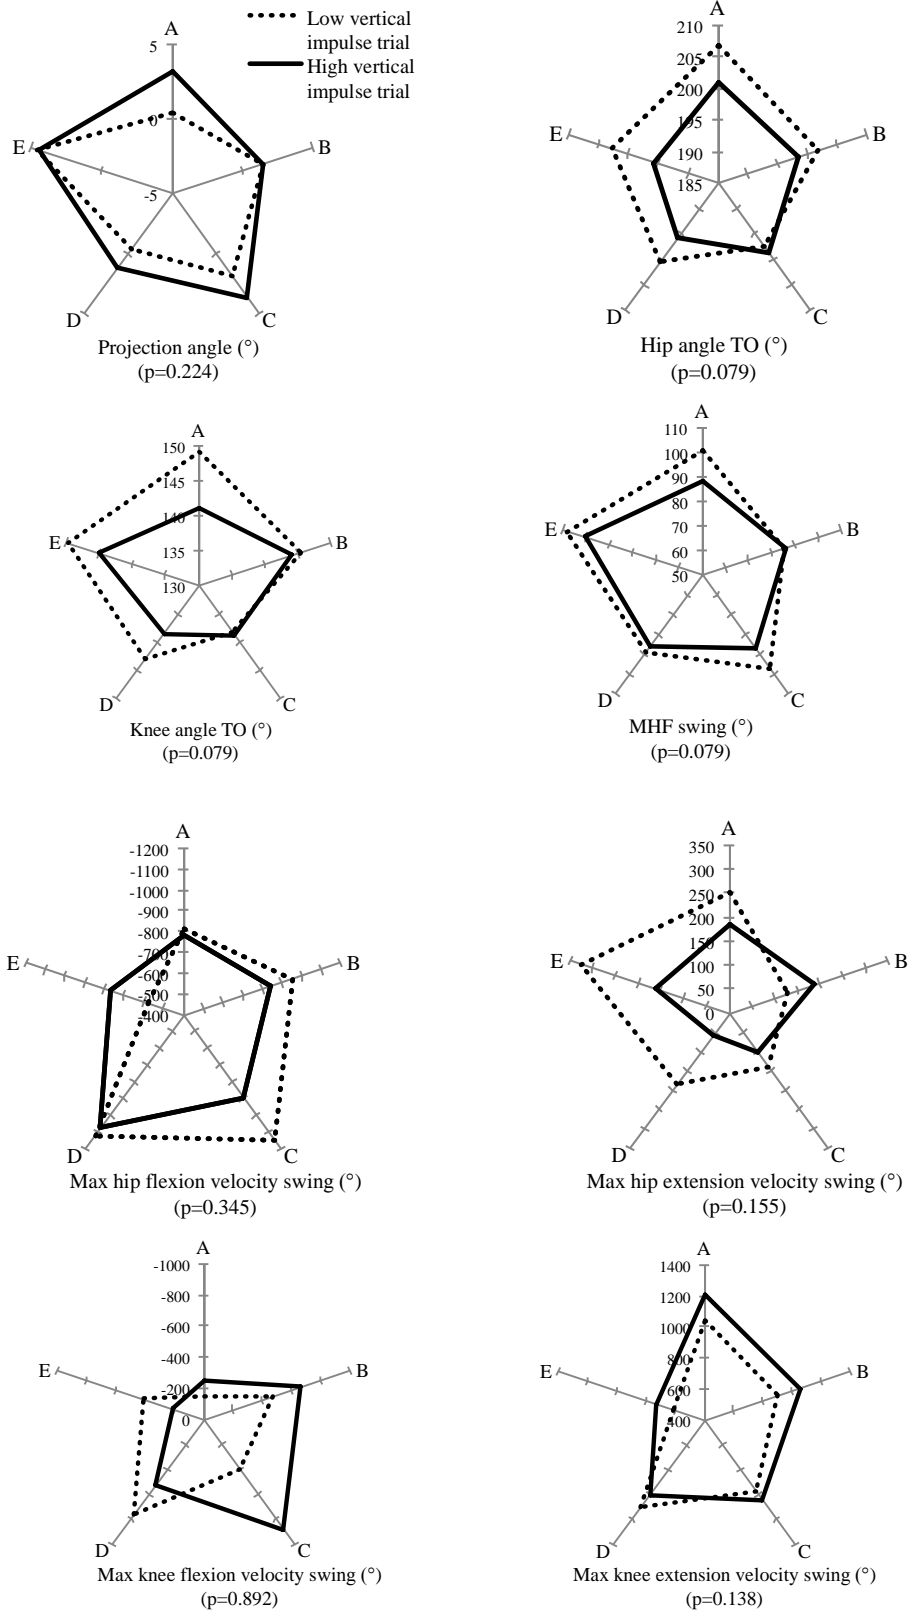 Low vertical
impulse trial
High vertical
impulse trial
A
5
0
-5
E
B
D
C
Projection angle (°)
(p=0.224)
A
210
205
200
195
190
185
E
B
D
C
Hip angle TO (°)
(p=0.079)
A
150
145
140
135
130
E
B
D
C
Knee angle TO (°)
(p=0.079)
A
110
100
90
80
70
60
50
E
B
D
C
MHF swing (°)
(p=0.079)
A
-1200
-1100
-1000
-900
-800
-700
-600
-500
-400
E
B
D
C
Max hip flexion velocity swing (°)
(p=0.345)
A
350
300
250
200
150
100
50
0
E
B
D
C
Max hip extension velocity swing (°)
(p=0.155)
A
-1000
-800
-600
-400
-200
0
E
B
D
C
Max knee flexion velocity swing (°)
(p=0.892)
A
1400
1200
1000
800
600
400
E
B
D
C
Max knee extension velocity swing (°)
(p=0.138)